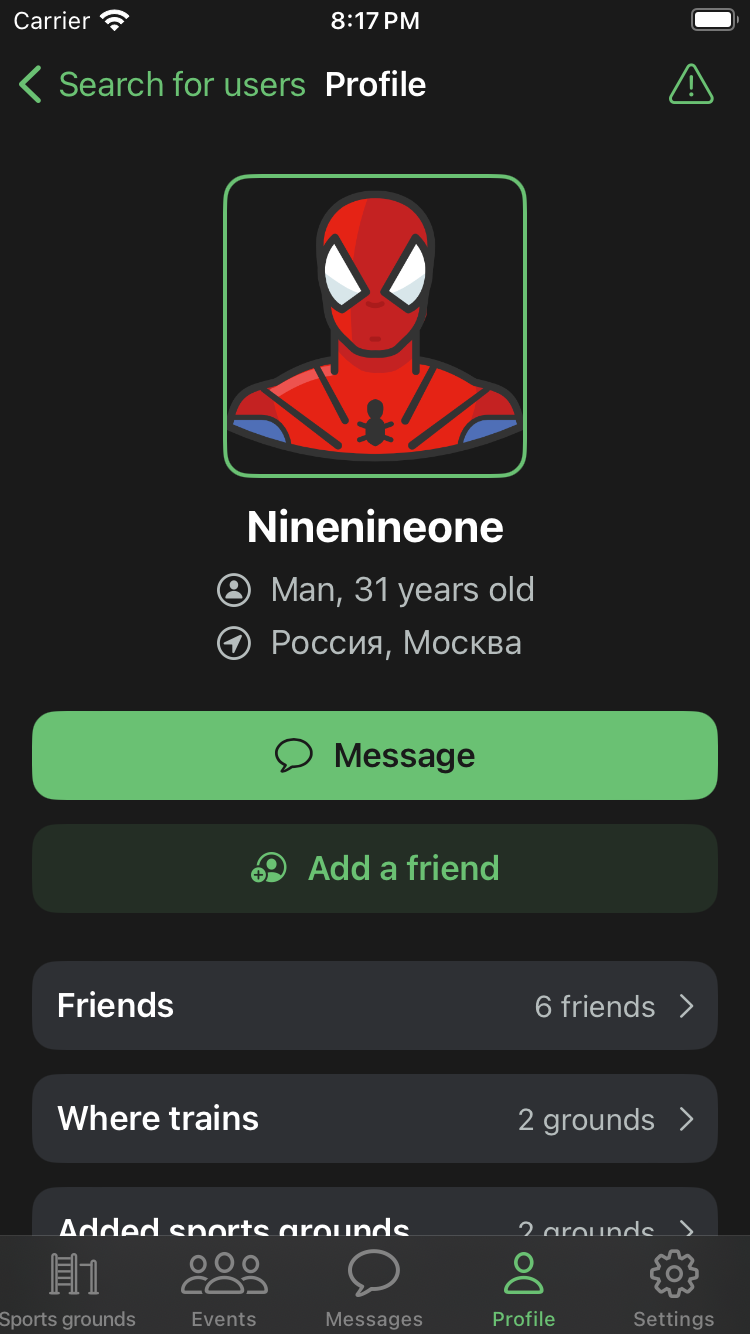 Carrier 8:17 PM
Search for users Profile
Ninenineone
Man, 31 years old
Россия, Москва
Message
Add a friend
Friends 6 friends
Where trains 2 grounds
Added sports grounds 2 grounds
Sports grounds Events Messages Profile Settings